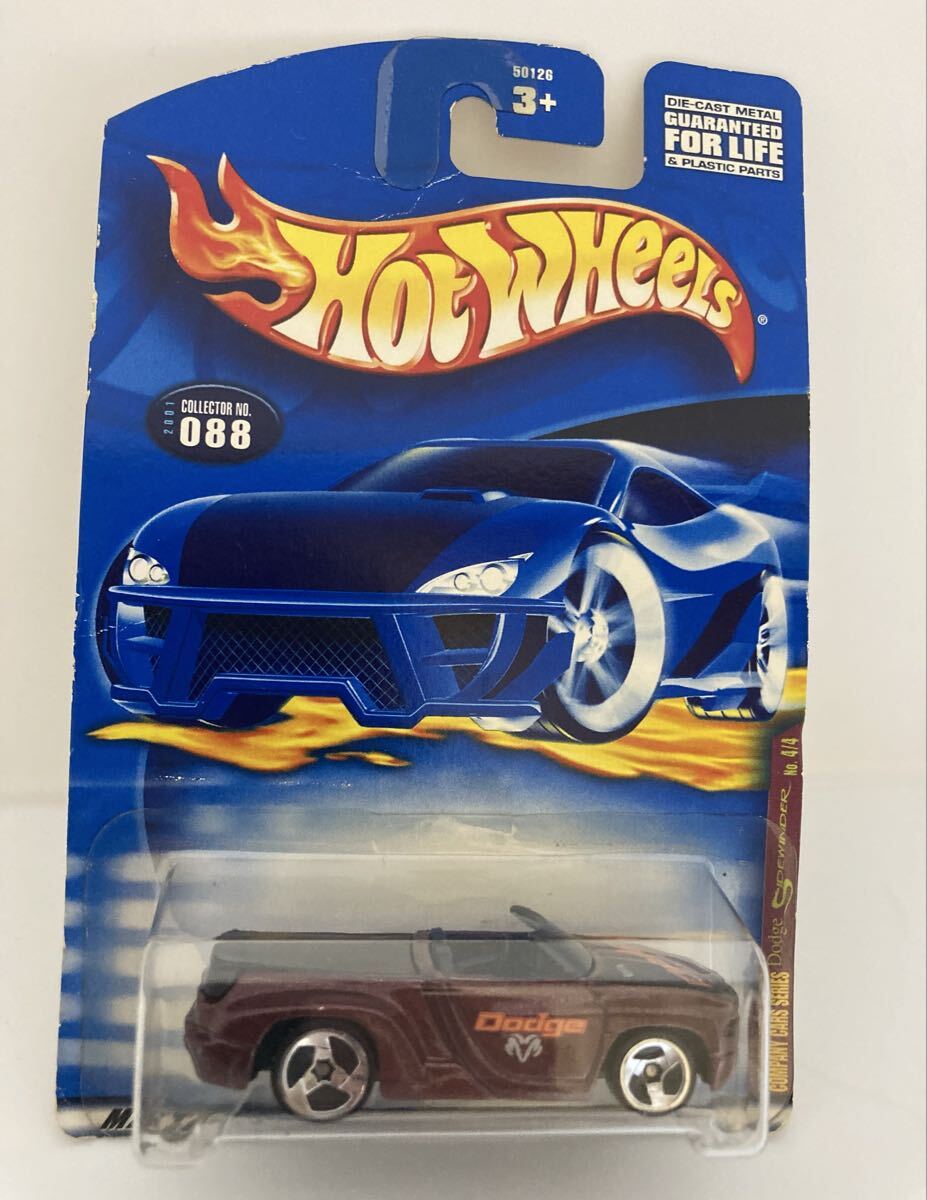 50126
3+
DIE-CAST METAL
GUARANTEED
FOR LIFE
& PLASTIC PARTS
HOT WHEELS
®
2001
COLLECTOR NO.
088
COMPANY CARS SERIES Dodge SIDEWINDER No. 4/4
Dodge